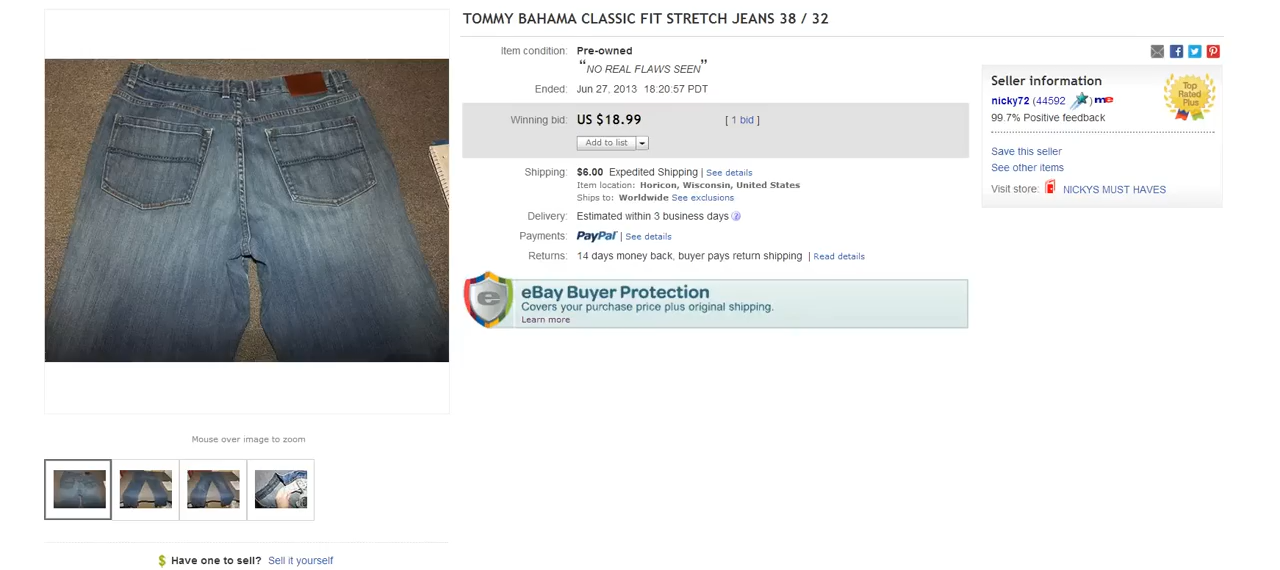 TOMMY BAHAMA CLASSIC FIT STRETCH JEANS 38 / 32
Item condition: Pre-owned
“NO REAL FLAWS SEEN”
Ended: Jun 27, 2013 18:20:57 PDT
Winning bid: US $18.99 [ 1 bid ]
Add to list
Shipping: $6.00 Expedited Shipping | See details
Item location: Horicon, Wisconsin, United States
Ships to: Worldwide See exclusions
Delivery: Estimated within 3 business days
Payments: PayPal | See details
Returns: 14 days money back, buyer pays return shipping | Read details
e
eBay Buyer Protection
Covers your purchase price plus original shipping.
Learn more
Seller information
nicky72 (44592 ) me
99.7% Positive feedback
Top
Rated
Plus
Save this seller
See other items
Visit store: NICKYS MUST HAVES
Mouse over image to zoom
$ Have one to sell? Sell it yourself